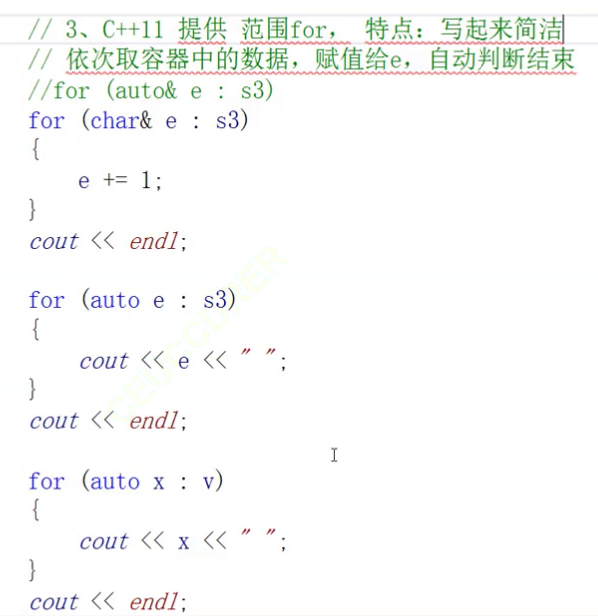 // 3、C++11 提供 范围for， 特点：写起来简洁
// 依次取容器中的数据，赋值给e，自动判断结束
//for (auto& e : s3)
for (char& e : s3)
{
    e += 1;
}
cout << endl;

for (auto e : s3)
{
    cout << e << " ";
}
cout << endl;

for (auto x : v)
{
    cout << x << " ";
}
cout << endl;